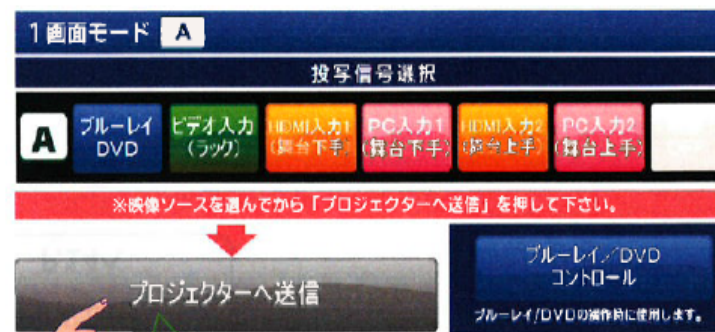 1画面モード A
投写信号選択
A
ブルーレイ
DVD
ビデオ入力
(ラック)
HDMI入力1
(舞台下手)
PC入力1
(舞台下手)
HDMI入力2
(舞台上手)
PC入力2
(舞台上手)
※映像ソースを選んでから「プロジェクターへ送信」を押して下さい。
プロジェクターへ送信
ブルーレイ/DVD
コントロール
ブルーレイ/DVDの操作時に使用します。